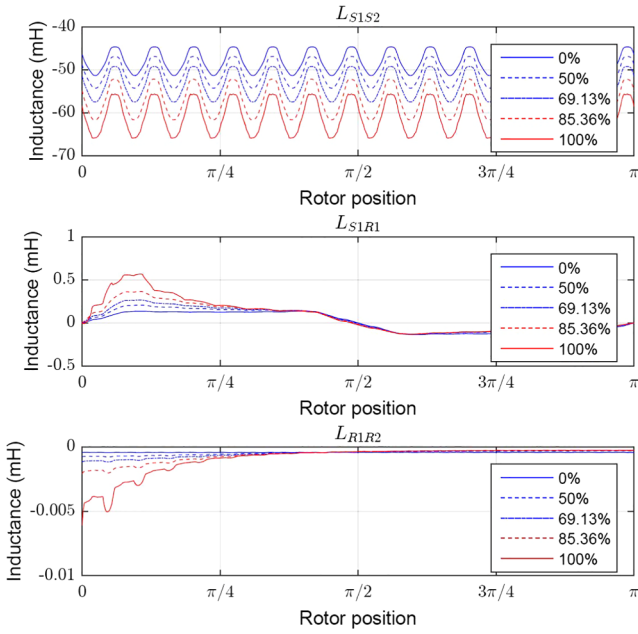 L_{S1S2}
Inductance (mH)
-40
-50
-60
-70
0
π/4
π/2
3π/4
π
Rotor position
0%
50%
69.13%
85.36%
100%
L_{S1R1}
Inductance (mH)
1
0.5
0
-0.5
0
π/4
π/2
3π/4
π
Rotor position
0%
50%
69.13%
85.36%
100%
L_{R1R2}
Inductance (mH)
0
-0.005
-0.01
0
π/4
π/2
3π/4
π
Rotor position
0%
50%
69.13%
85.36%
100%